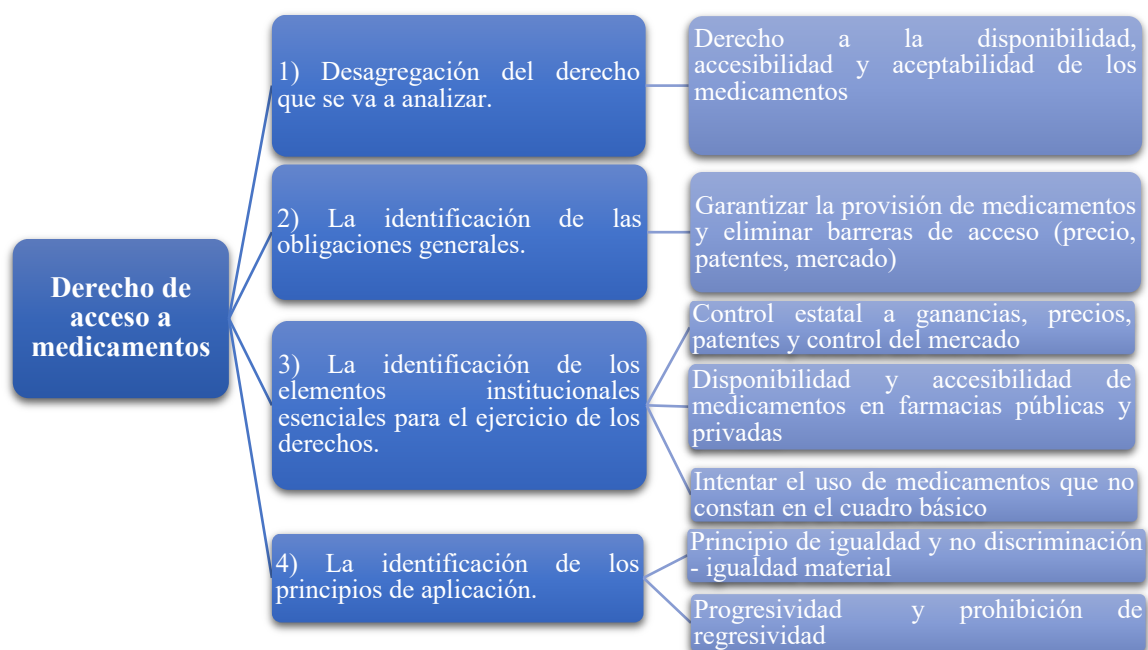 Derecho de
acceso a
medicamentos
1) Desagregación del derecho
que se va a analizar.
Derecho a la disponibilidad,
accesibilidad y aceptabilidad de los
medicamentos
2) La identificación de las
obligaciones generales.
Garantizar la provisión de medicamentos
y eliminar barreras de acceso (precio,
patentes, mercado)
3) La identificación de los
elementos institucionales
esenciales para el ejercicio de los
derechos.
Control estatal a ganancias, precios,
patentes y control del mercado
Disponibilidad y accesibilidad de
medicamentos en farmacias públicas y
privadas
Intentar el uso de medicamentos que no
constan en el cuadro básico
4) La identificación de los
principios de aplicación.
Principio de igualdad y no discriminación
- igualdad material
Progresividad y prohibición de
regresividad